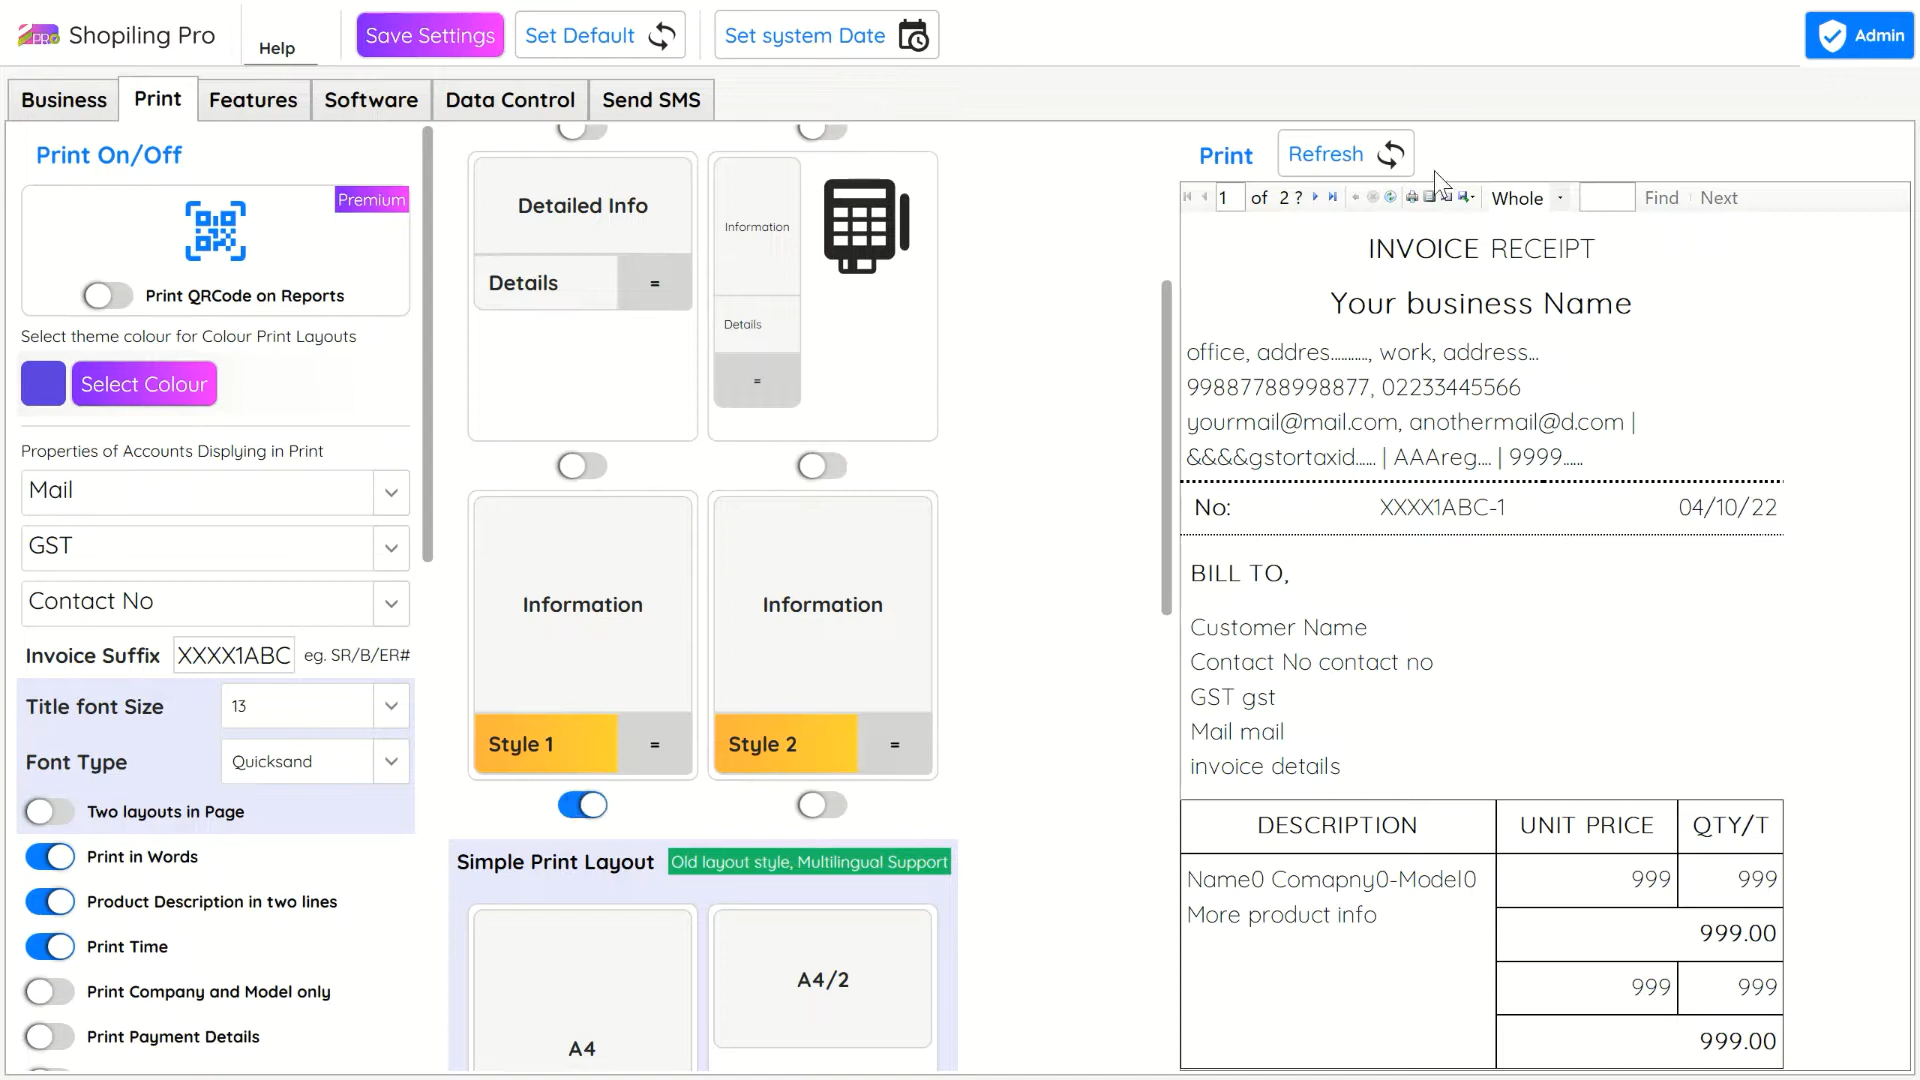 PRO Shopiling Pro
Help
Save Settings
Set Default
Set system Date
Admin
Business
Print
Features
Software
Data Control
Send SMS
Print On/Off
Premium
Print QRCode on Reports
Select theme colour for Colour Print Layouts
Select Colour
Properties of Accounts Displying in Print
Mail
GST
Contact No
Invoice Suffix XXXX1ABC eg. SR/B/ER#
Title font Size 13
Font Type Quicksand
Two layouts in Page
Print in Words
Product Description in two lines
Print Time
Print Company and Model only
Print Payment Details
Detailed Info
Details =
Information
Details
=
Information
Style 1 =
Information
Style 2 =
Simple Print Layout Old layout style, Multilingual Support
A4
A4/2
Print Refresh
1 of 2 ? Whole Find Next
INVOICE RECEIPT
Your business Name
office, addres.........., work, address...
99887788998877, 02233445566
yourmail@mail.com, anothermail@d.com |
&&&&gstortaxid...... | AAAreg.... | 9999......
No: XXXX1ABC-1 04/10/22
BILL TO,
Customer Name
Contact No contact no
GST gst
Mail mail
invoice details
DESCRIPTION UNIT PRICE QTY/T
Name0 Comapny0-Model0 999 999
More product info
999.00
999 999
999.00